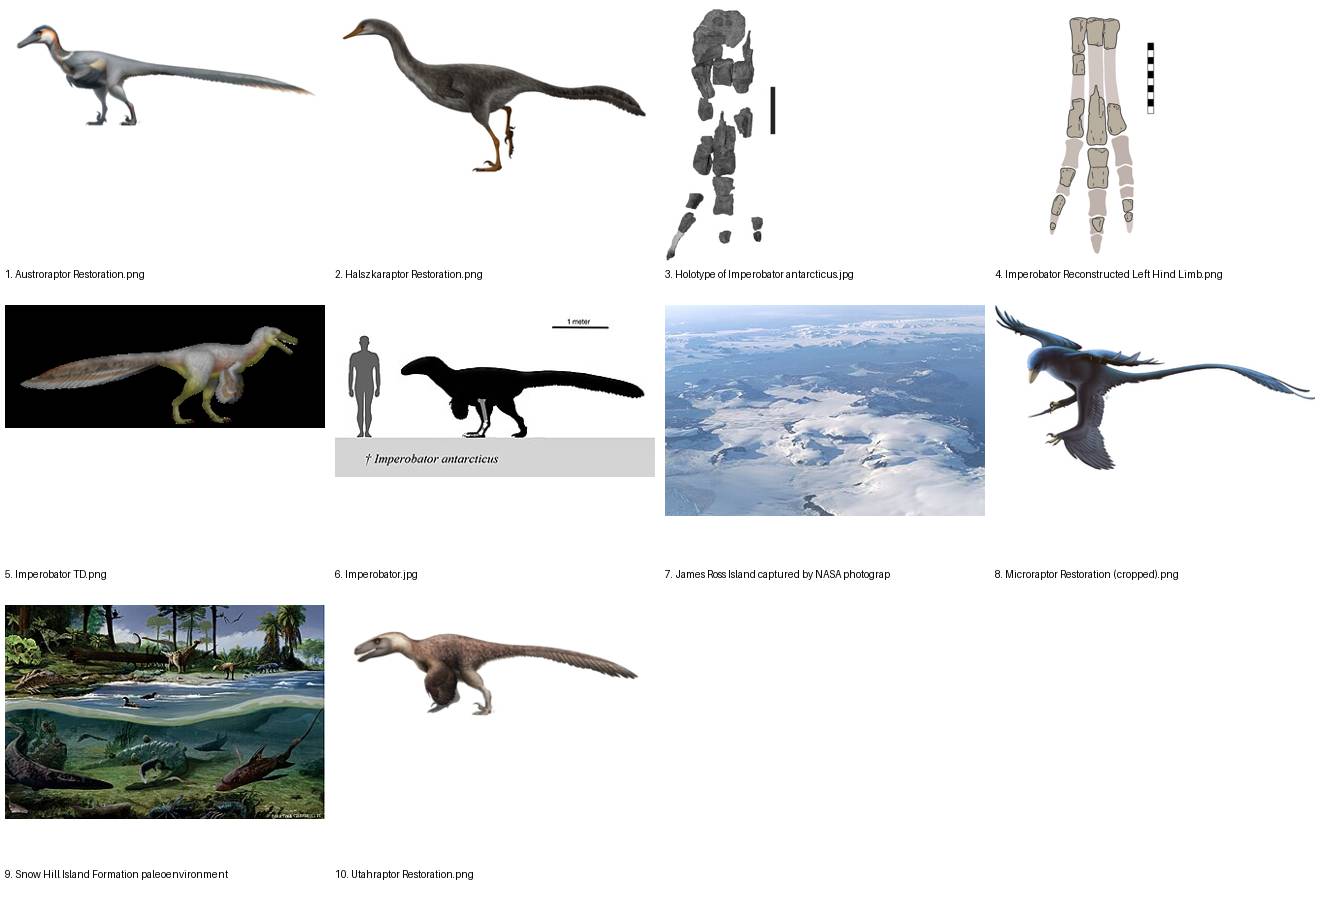 1. Austroraptor Restoration.png
2. Halszkaraptor Restoration.png
3. Holotype of Imperobator antarcticus.jpg
4. Imperobator Reconstructed Left Hind Limb.png
1 meter
† Imperobator antarcticus
5. Imperobator TD.png
6. Imperobator.jpg
7. James Ross Island captured by NASA photograp
8. Microraptor Restoration (cropped).png
9. Snow Hill Island Formation paleoenvironment
10. Utahraptor Restoration.png